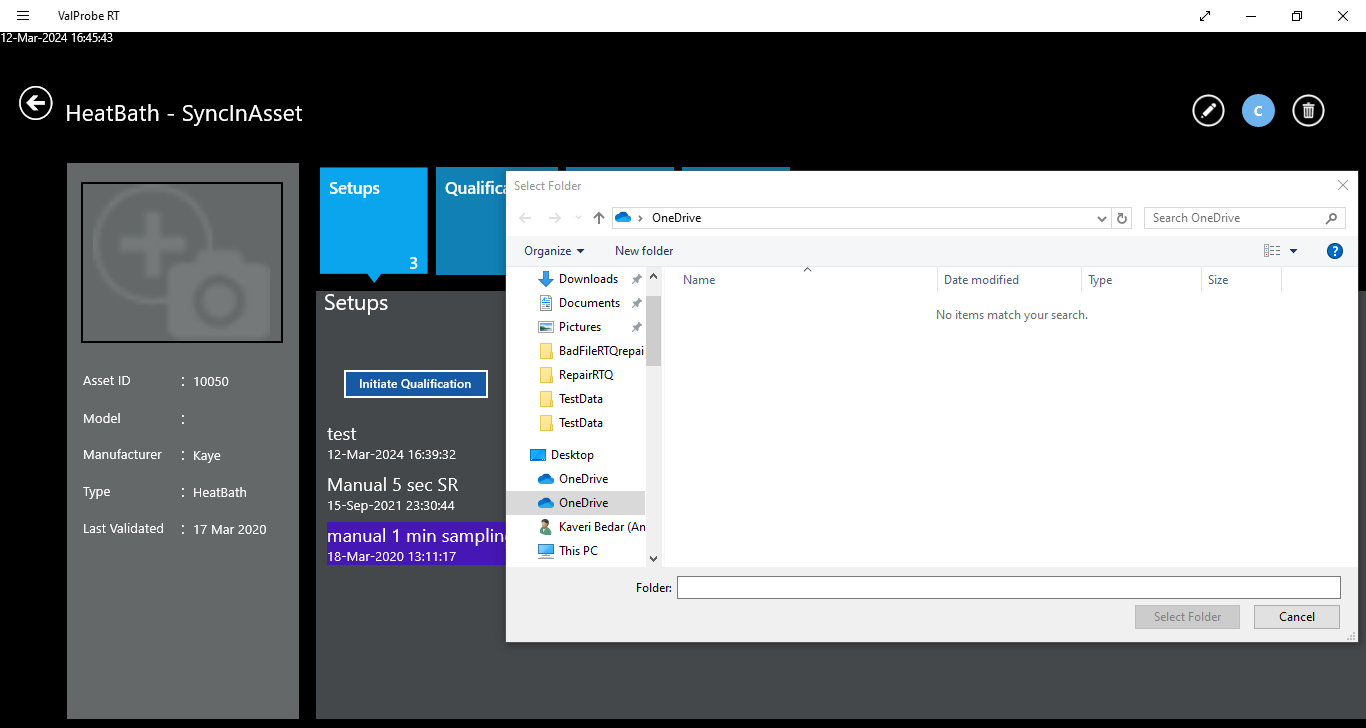 ValProbe RT
12-Mar-2024 16:45:43
HeatBath - SyncInAsset
C
Asset ID : 10050
Model :
Manufacturer : Kaye
Type : HeatBath
Last Validated : 17 Mar 2020
Setups
3
Qualifica
Setups
Initiate Qualification
test
12-Mar-2024 16:39:32
Manual 5 sec SR
15-Sep-2021 23:30:44
manual 1 min samplin
18-Mar-2020 13:11:17
Select Folder
OneDrive
Search OneDrive
Organize
New folder
?
Downloads
Documents
Pictures
BadFileRTQrepai
RepairRTQ
TestData
TestData
Desktop
OneDrive
OneDrive
Kaveri Bedar (An
This PC
Name Date modified Type Size
No items match your search.
Folder:
Select Folder Cancel